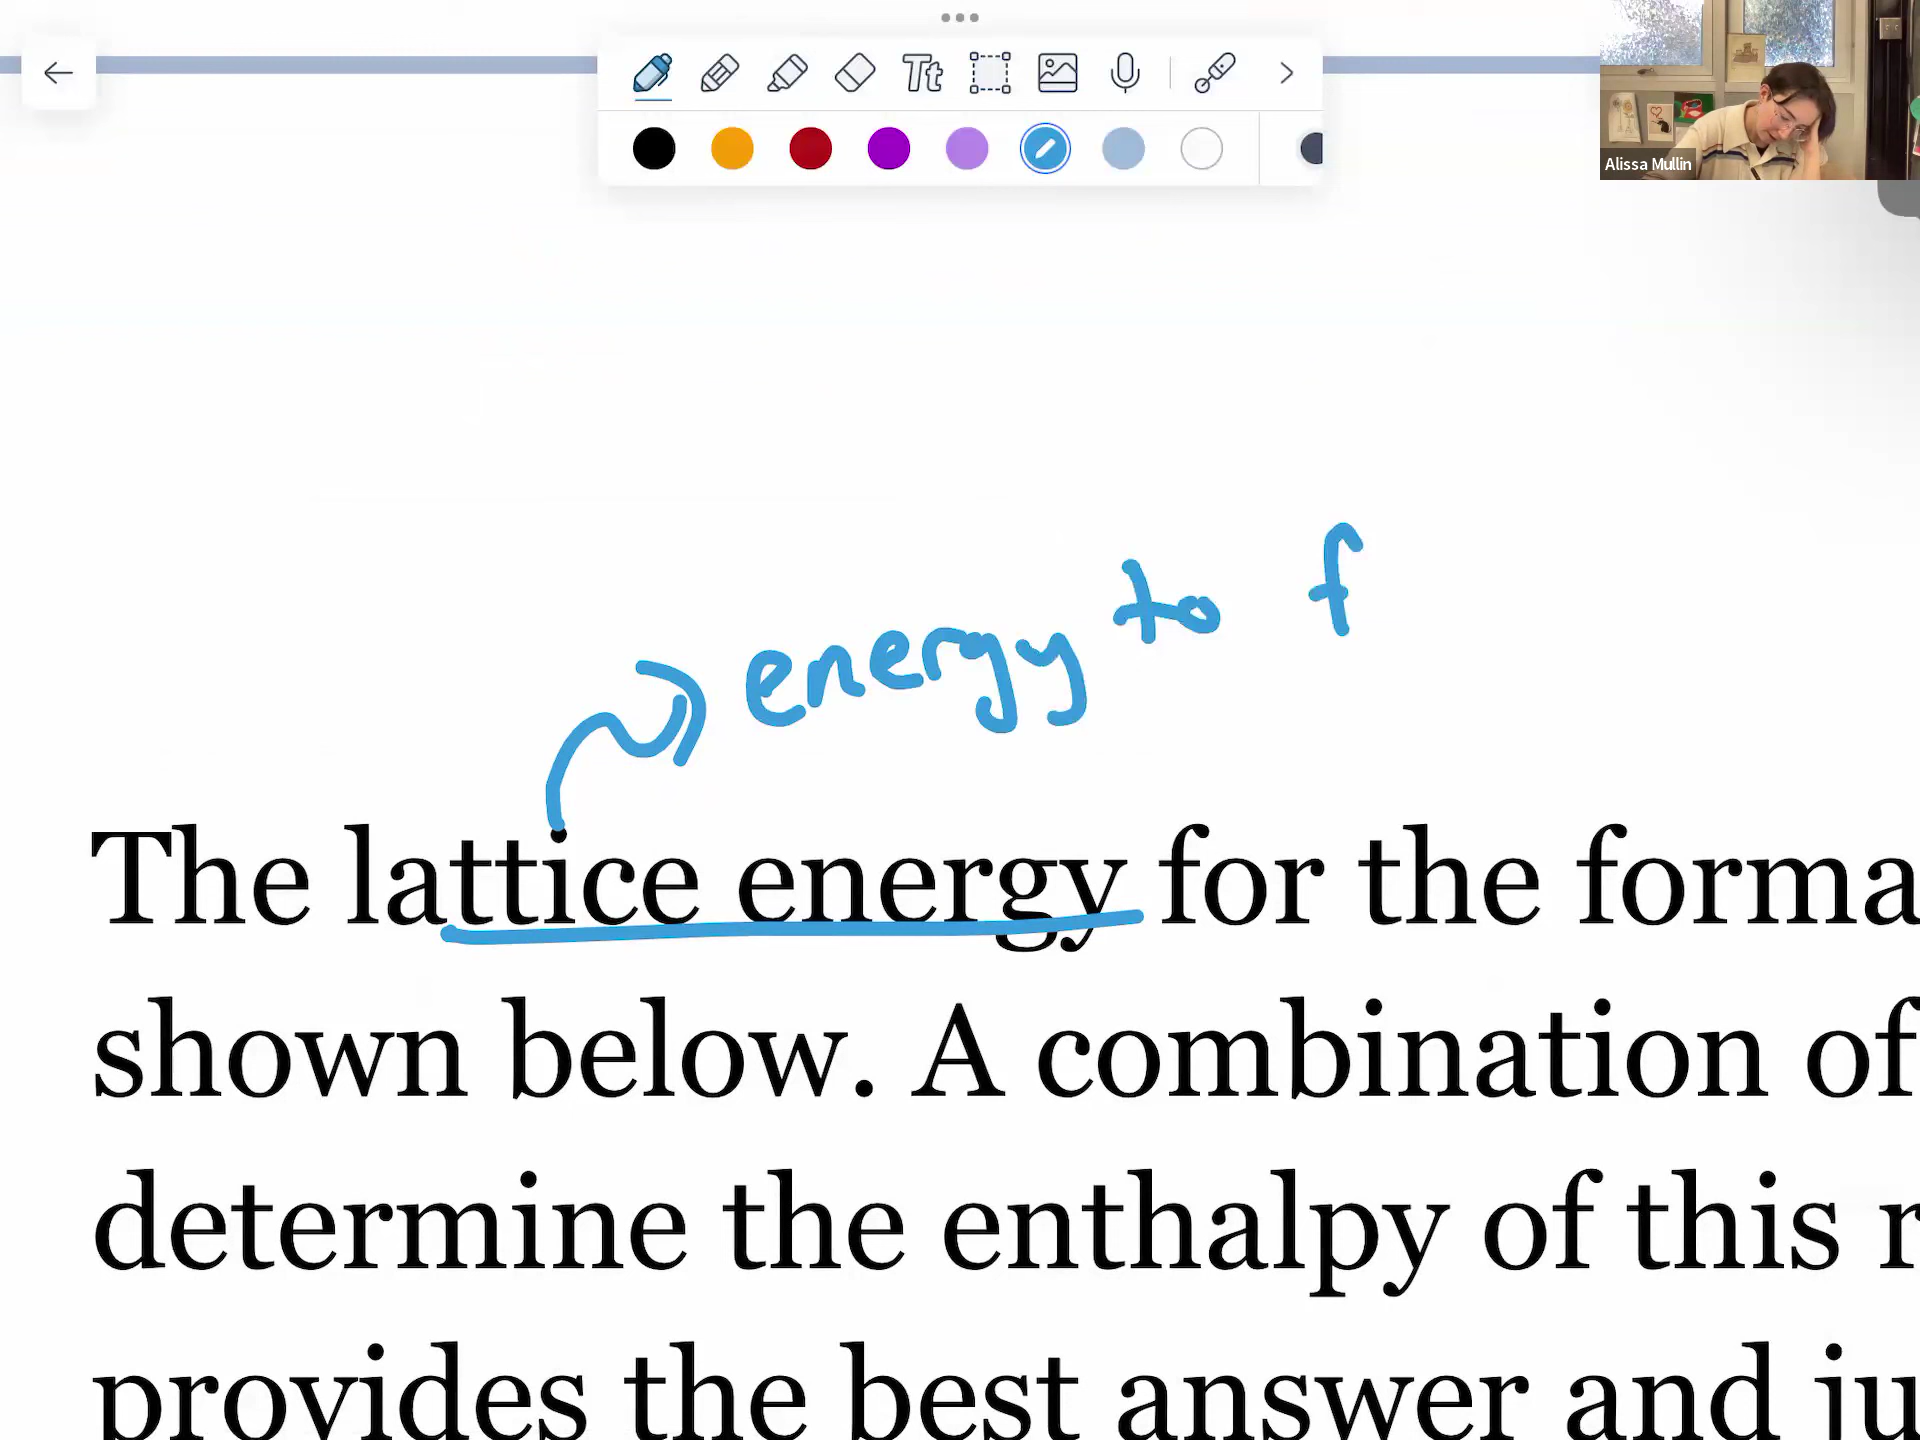 Tt
Alissa Mullin
energy to f
The lattice energy for the forma
shown below. A combination of
determine the enthalpy of this r
provides the best answer and ju